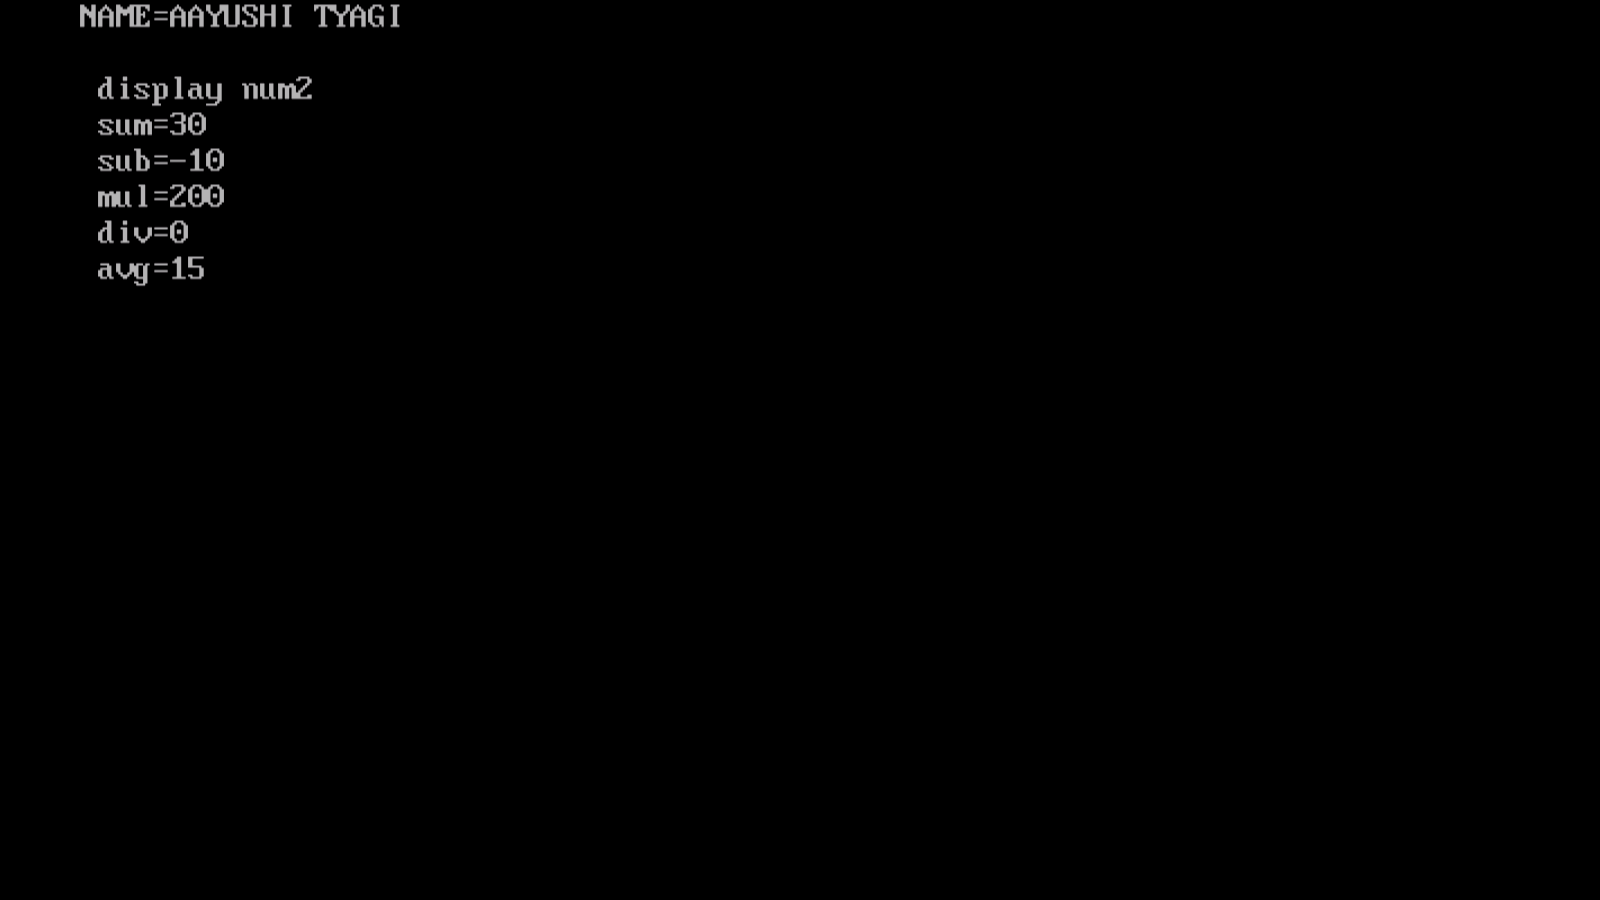 NAME=AAYUSHI TYAGI
display num2
sum=30
sub=-10
mul=200
div=0
avg=15